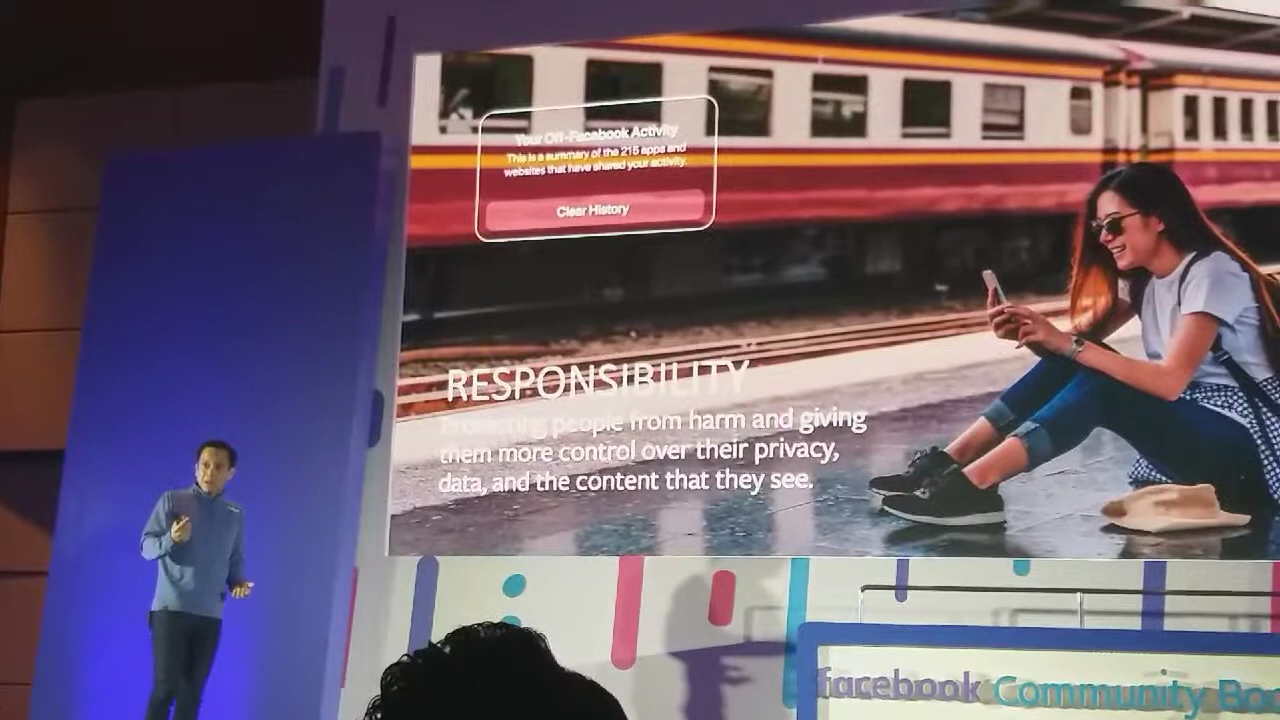 Your Off-Facebook Activity
This is a summary of the 215 apps and
websites that have shared your activity.
Clear History
RESPONSIBILITY
Protecting people from harm and giving
them more control over their privacy,
data, and the content that they see.
facebook Community Boo